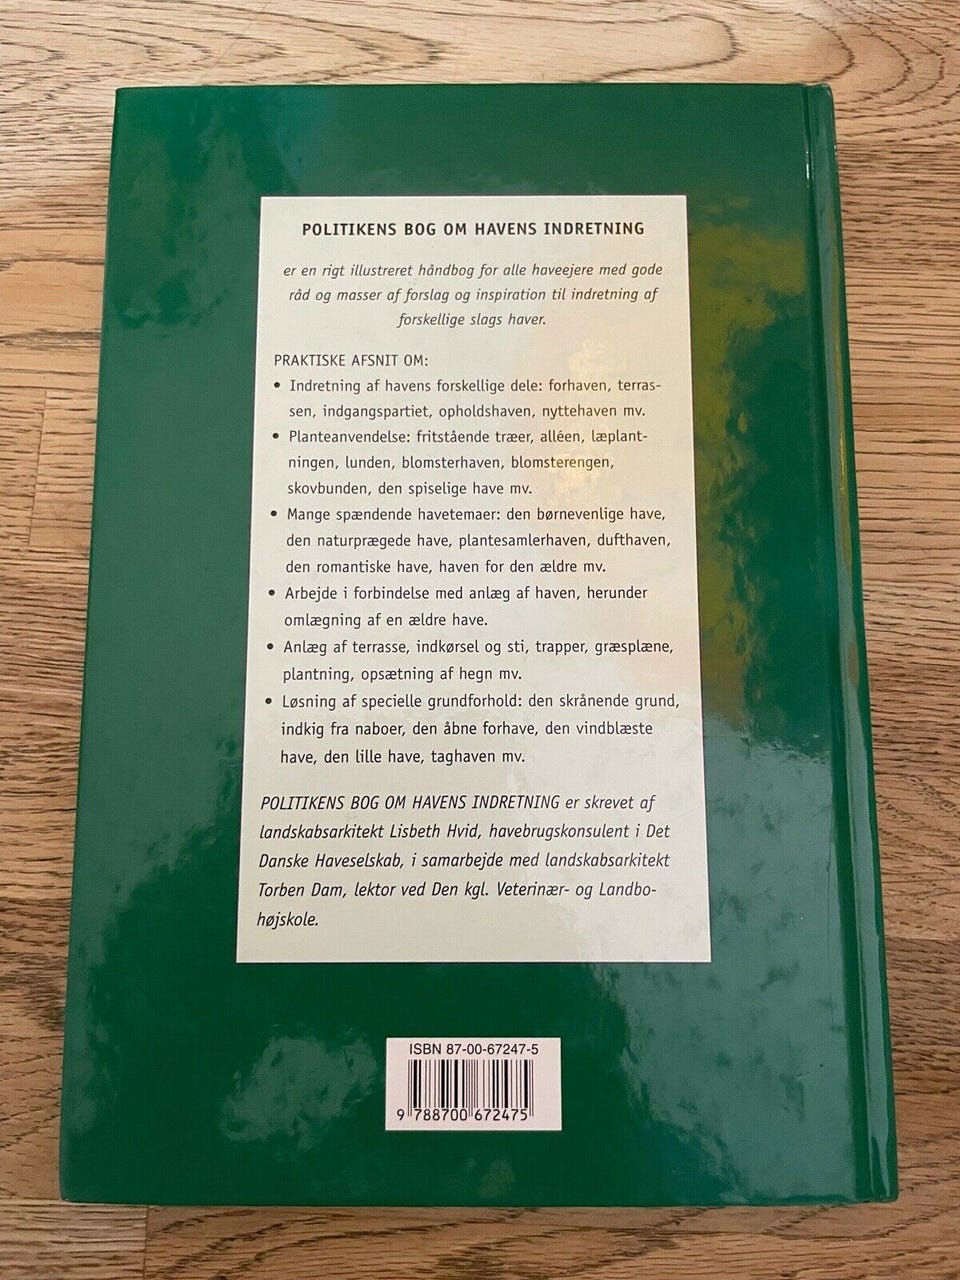 POLITIKENS BOG OM HAVENS INDRETNING
er en rigt illustreret håndbog for alle haveejere med gode
råd og masser af forslag og inspiration til indretning af
forskellige slags haver.
PRAKTISKE AFSNIT OM:
• Indretning af havens forskellige dele: forhaven, terras-
sen, indgangspartiet, opholdshaven, nyttehaven mv.
• Planteanvendelse: fritstående træer, alléen, læplant-
ningen, lunden, blomsterhaven, blomsterengen,
skovbunden, den spiselige have mv.
• Mange spændende havetemaer: den børnevenlige have,
den naturprægede have, plantesamlerhaven, dufthaven,
den romantiske have, haven for den ældre mv.
• Arbejde i forbindelse med anlæg af haven, herunder
omlægning af en ældre have.
• Anlæg af terrasse, indkørsel og sti, trapper, græsplæne,
plantning, opsætning af hegn mv.
• Løsning af specielle grundforhold: den skrånende grund,
indkig fra naboer, den åbne forhave, den vindblæste
have, den lille have, taghaven mv.
POLITIKENS BOG OM HAVENS INDRETNING er skrevet af
landskabsarkitekt Lisbeth Hvid, havebrugskonsulent i Det
Danske Haveselskab, i samarbejde med landskabsarkitekt
Torben Dam, lektor ved Den kgl. Veterinær- og Landbo-
højskole.
ISBN 87-00-67247-5
9 788700 672475